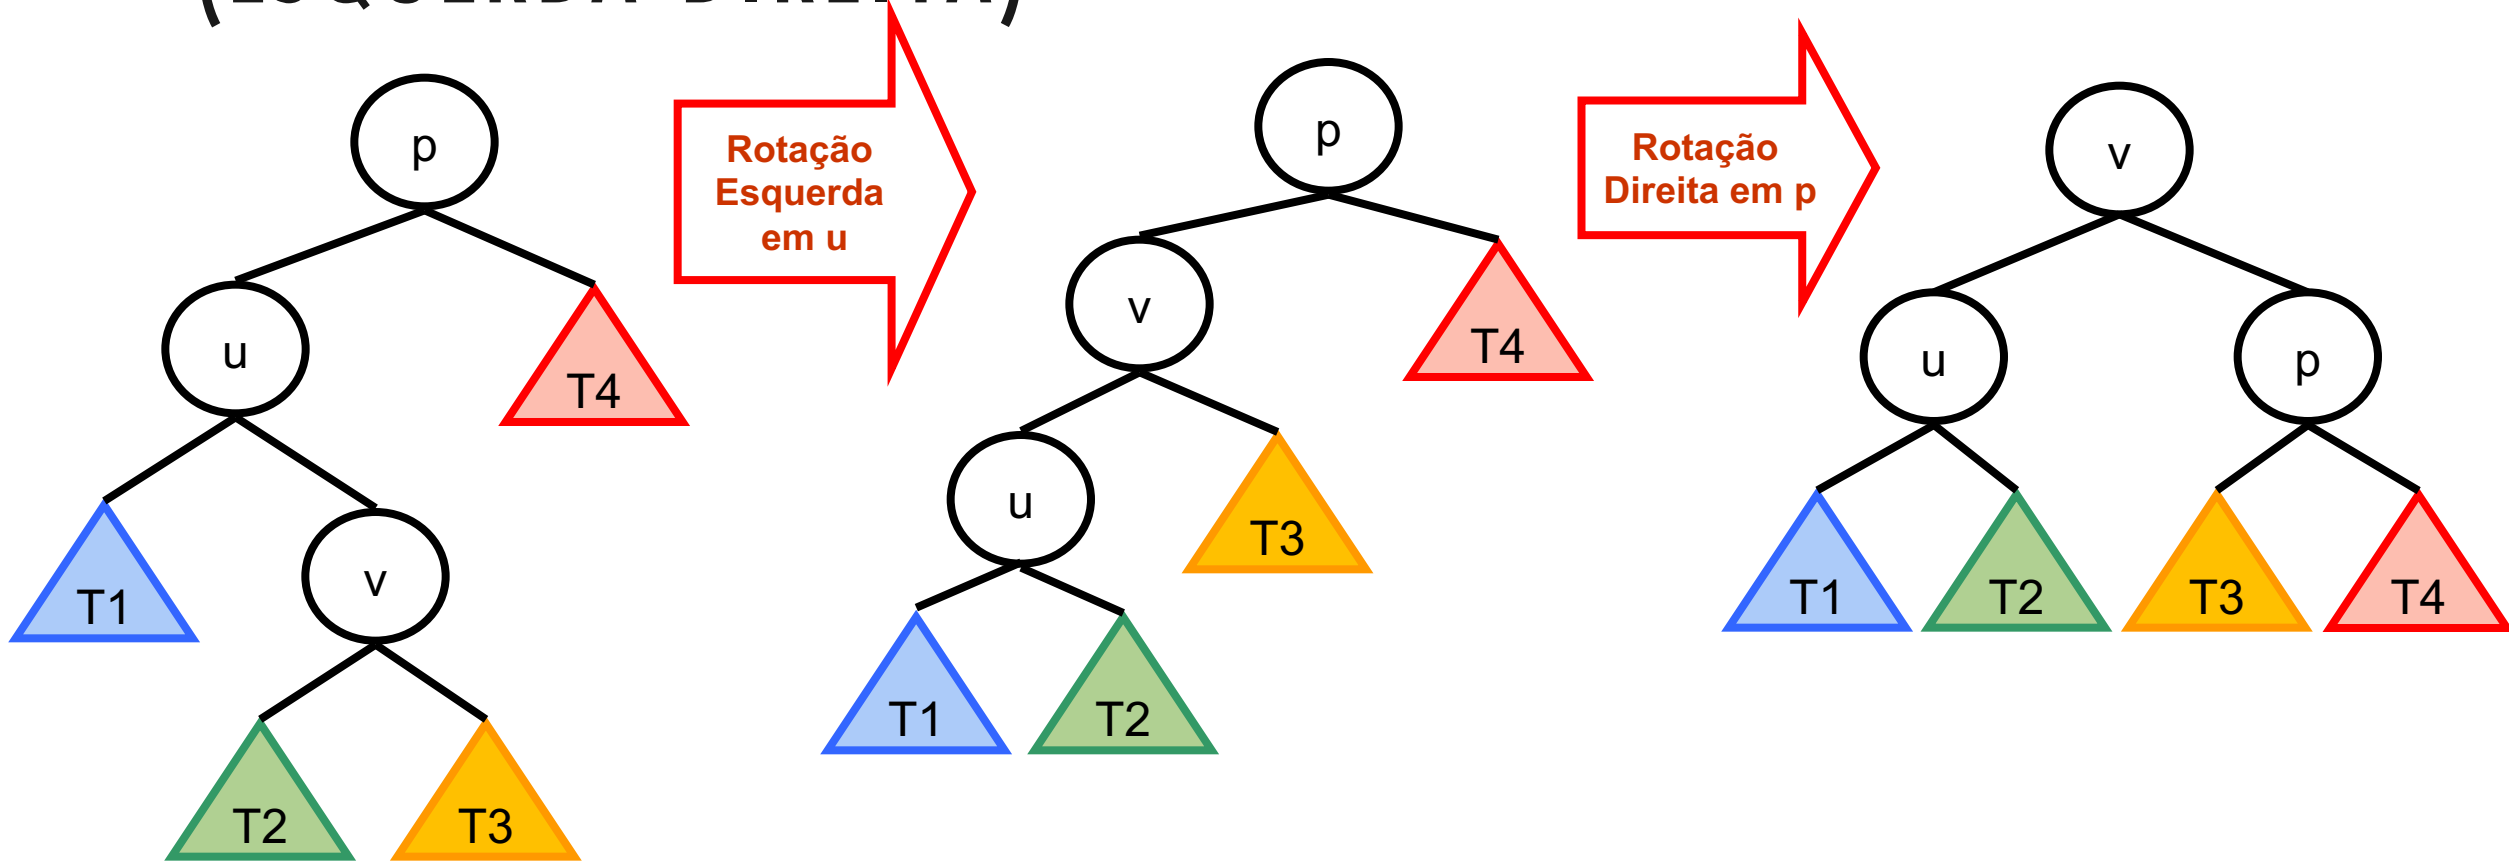 p
u
T4
T1
v
T2
T3
Rotação
Esquerda
em u
p
v
T4
u
T3
T1
T2
Rotação
Direita em p
v
u
p
T1
T2
T3
T4